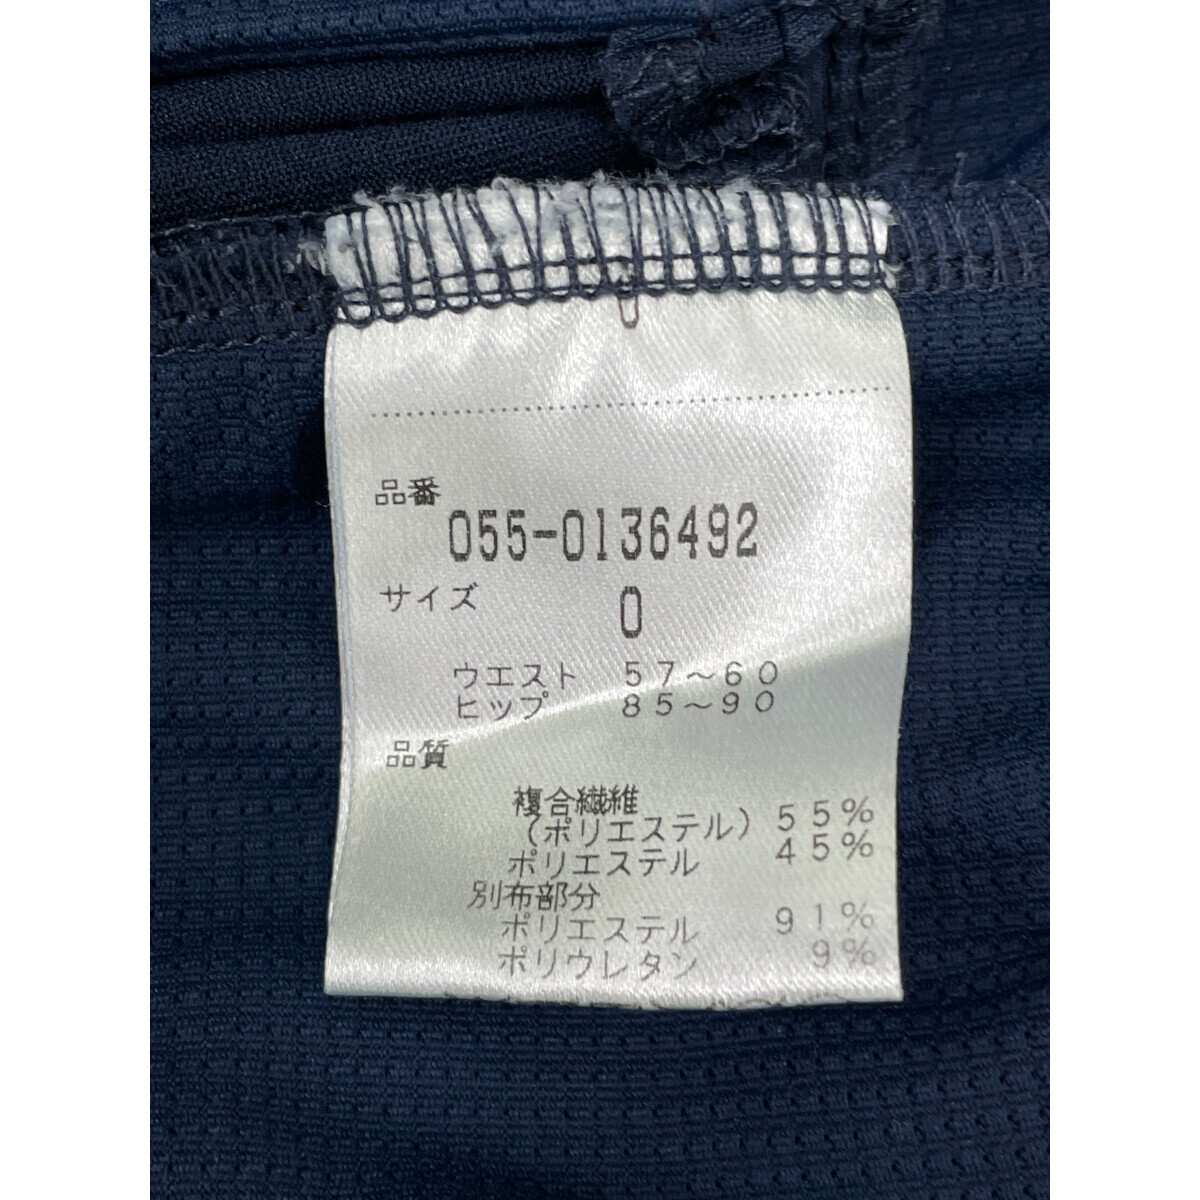 品番
055-0136492
サイズ 0
ウエスト 57～60
ヒップ 85～90
品質
複合繊維
(ポリエステル) 55%
ポリエステル 45%
別布部分
ポリエステル 91%
ポリウレタン 9%